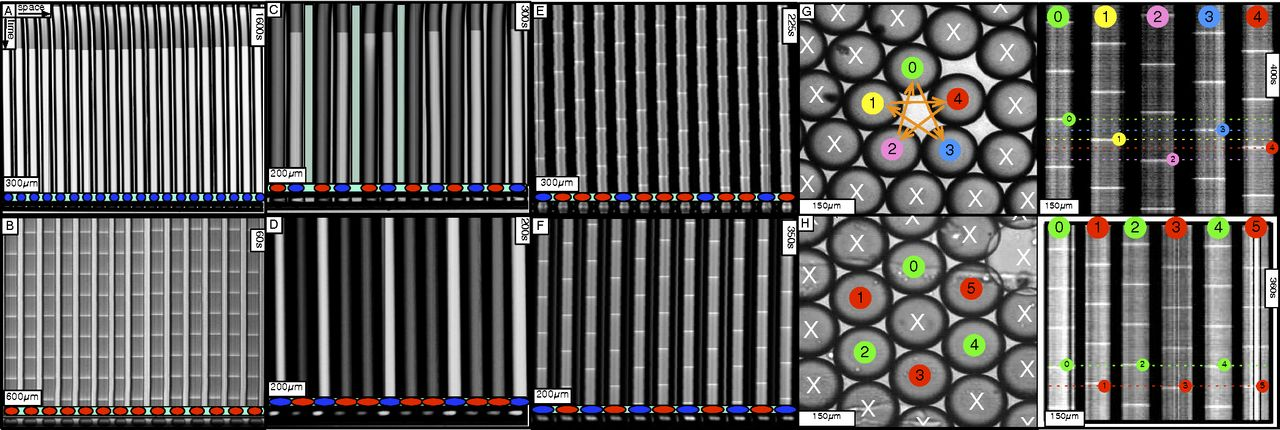 A
space
time
1600s
300µm
B
60s
600µm
C
300s
200µm
D
200s
200µm
E
225s
300µm
F
350s
200µm
G
X X X X X 0 X X 1 4 X X 2 3 X X X X X
150µm
0 1 2 3 4
400s
0
3
1
4
2
150µm
H
X X X X 0 X 1 5 X X X 2 4 3 X X X X
150µm
0 1 2 3 4 5
360s
0 2 4
1 3 5
150µm